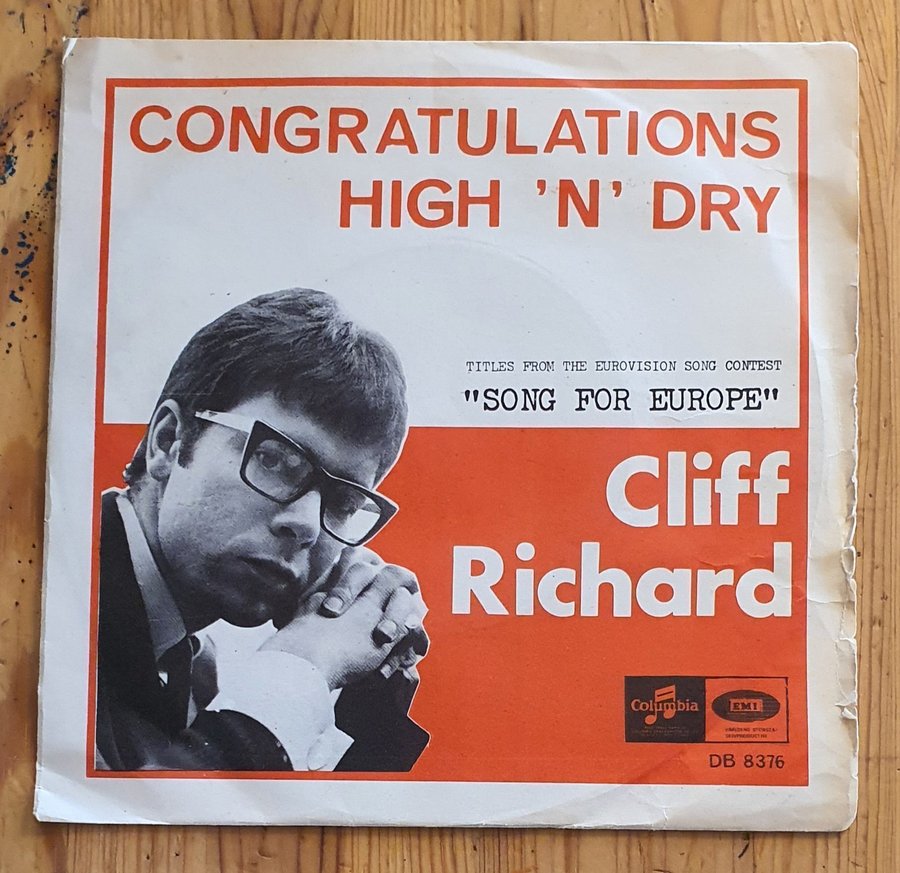 CONGRATULATIONS
HIGH 'N' DRY
TITLES FROM THE EUROVISION SONG CONTEST
"SONG FOR EUROPE"
Cliff
Richard
Columbia
EMI
DB 8376